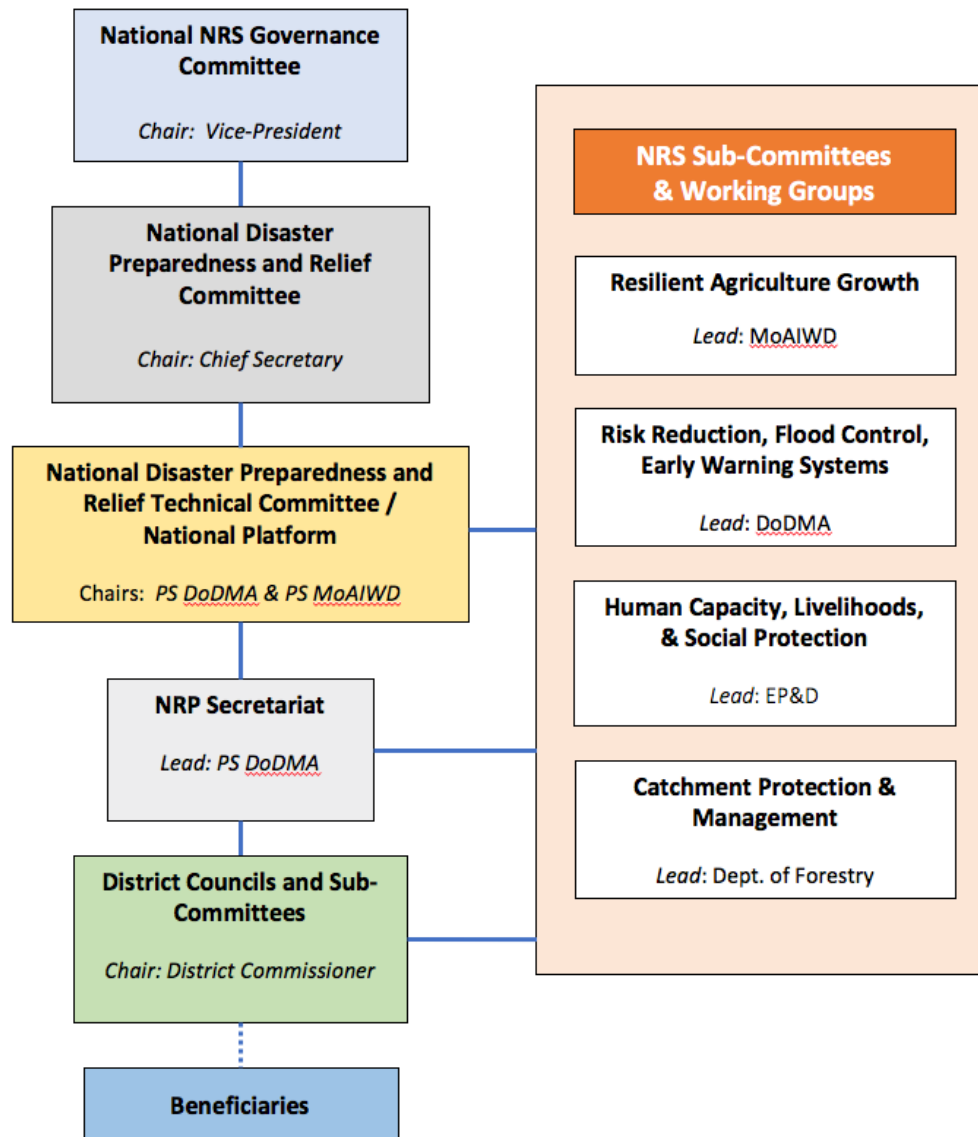 National NRS Governance
Committee
Chair: Vice-President
National Disaster
Preparedness and Relief
Committee
Chair: Chief Secretary
National Disaster Preparedness and
Relief Technical Committee /
National Platform
Chairs: PS DoDMA & PS MoAIWD
NRP Secretariat
Lead: PS DoDMA
District Councils and Sub-
Committees
Chair: District Commissioner
Beneficiaries
NRS Sub-Committees
& Working Groups
Resilient Agriculture Growth
Lead: MoAIWD
Risk Reduction, Flood Control,
Early Warning Systems
Lead: DoDMA
Human Capacity, Livelihoods,
& Social Protection
Lead: EP&D
Catchment Protection &
Management
Lead: Dept. of Forestry